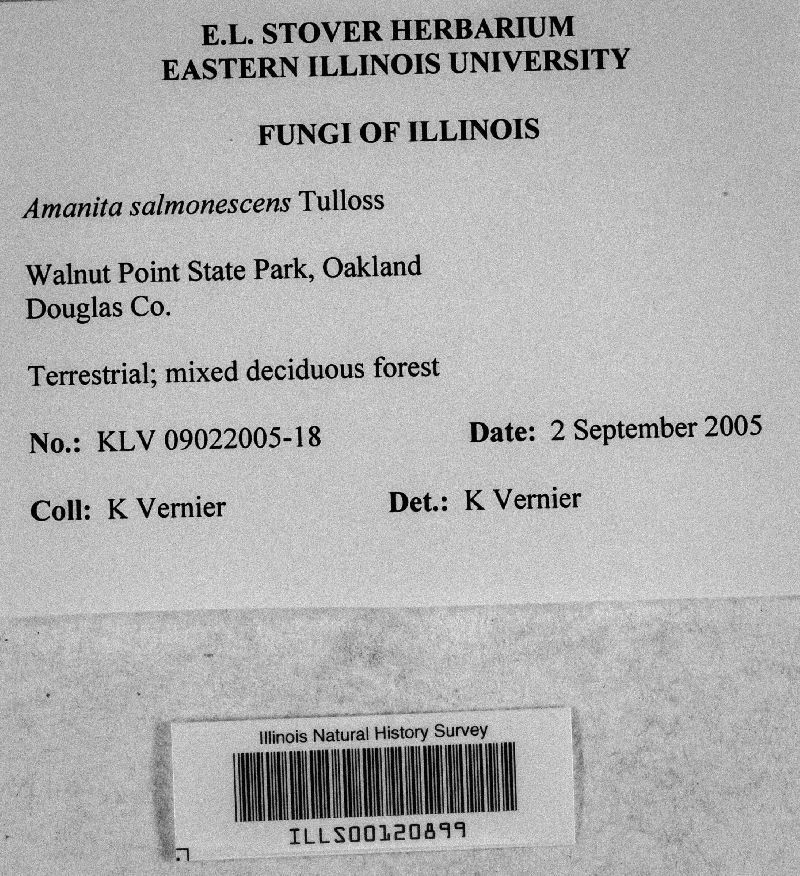 E.L. STOVER HERBARIUM
EASTERN ILLINOIS UNIVERSITY
FUNGI OF ILLINOIS
Amanita salmonescens Tulloss
Walnut Point State Park, Oakland
Douglas Co.
Terrestrial; mixed deciduous forest
No.: KLV 09022005-18 Date: 2 September 2005
Coll: K Vernier Det.: K Vernier
Illinois Natural History Survey
ILLS00120899